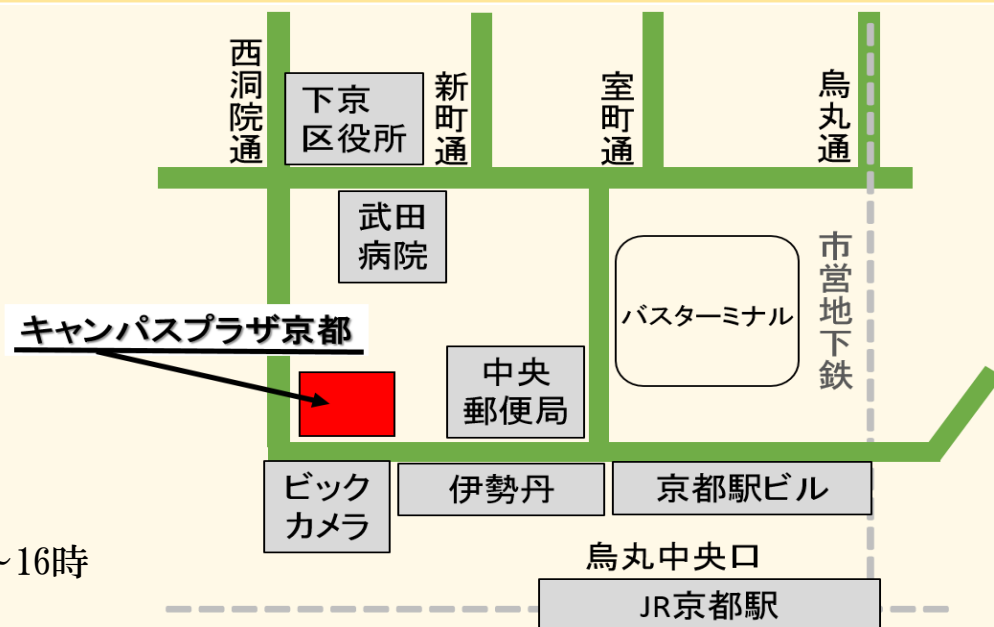 西洞院通
下京
区役所
新町通
室町通
烏丸通
武田
病院
市営地下鉄
バスターミナル
キャンパスプラザ京都
中央
郵便局
ビック
カメラ
伊勢丹
京都駅ビル
~16時
烏丸中央口
JR京都駅